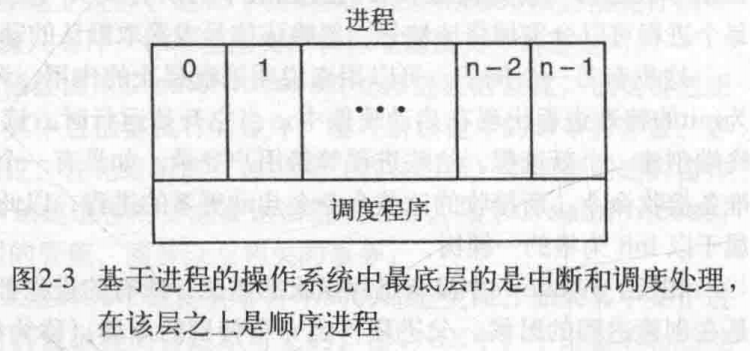 进程
0 1 ... n-2 n-1
调度程序
图2-3 基于进程的操作系统中最底层的是中断和调度处理，
在该层之上是顺序进程